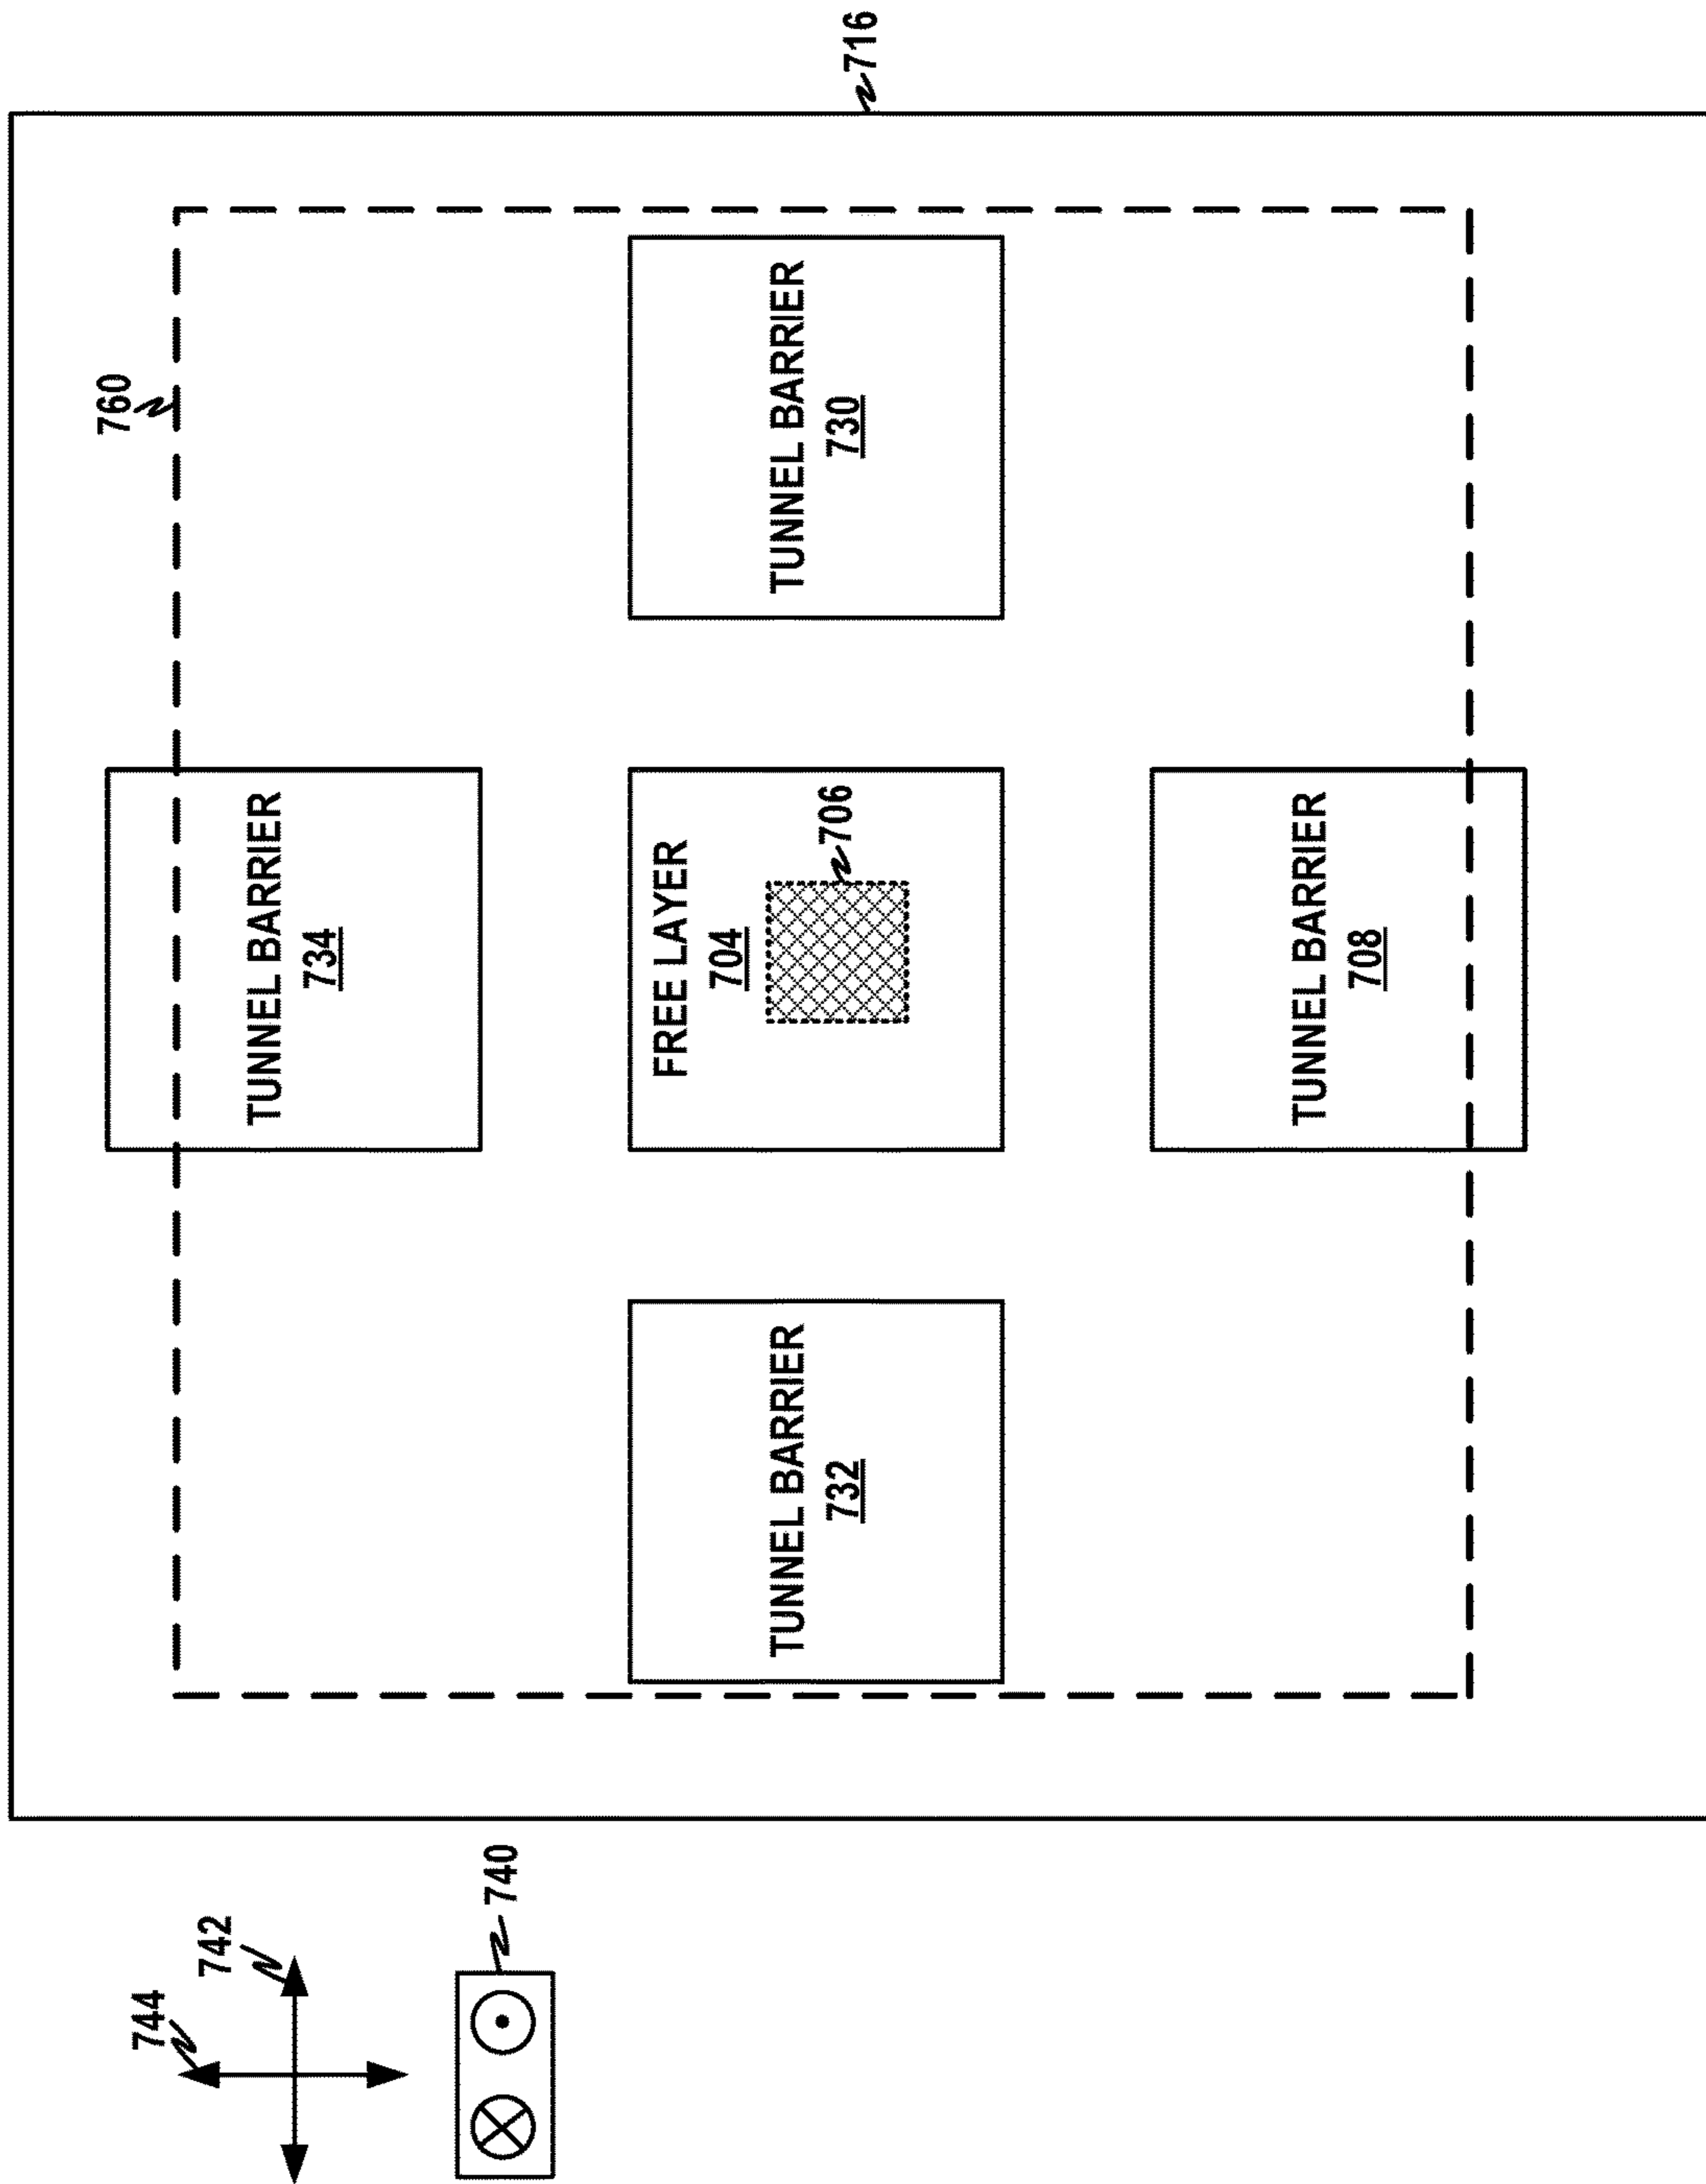 760
744
742
TUNNEL BARRIER
734
740
FREE LAYER
704
706
TUNNEL BARRIER
732
TUNNEL BARRIER
730
716
TUNNEL BARRIER
708